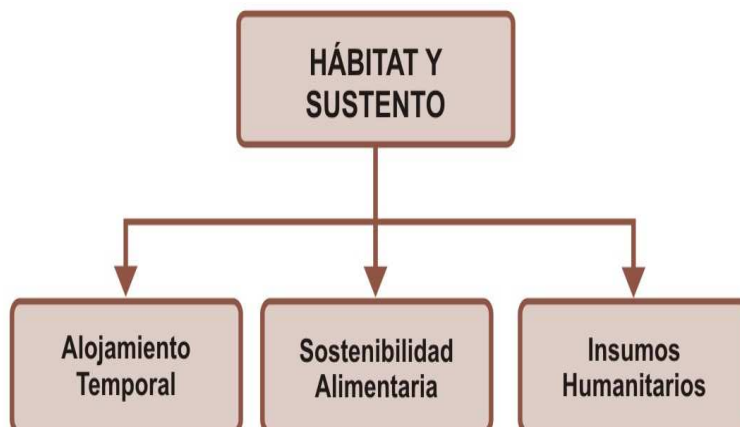 HÁBITAT Y
SUSTENTO
Alojamiento
Temporal
Sostenibilidad
Alimentaria
Insumos
Humanitarios